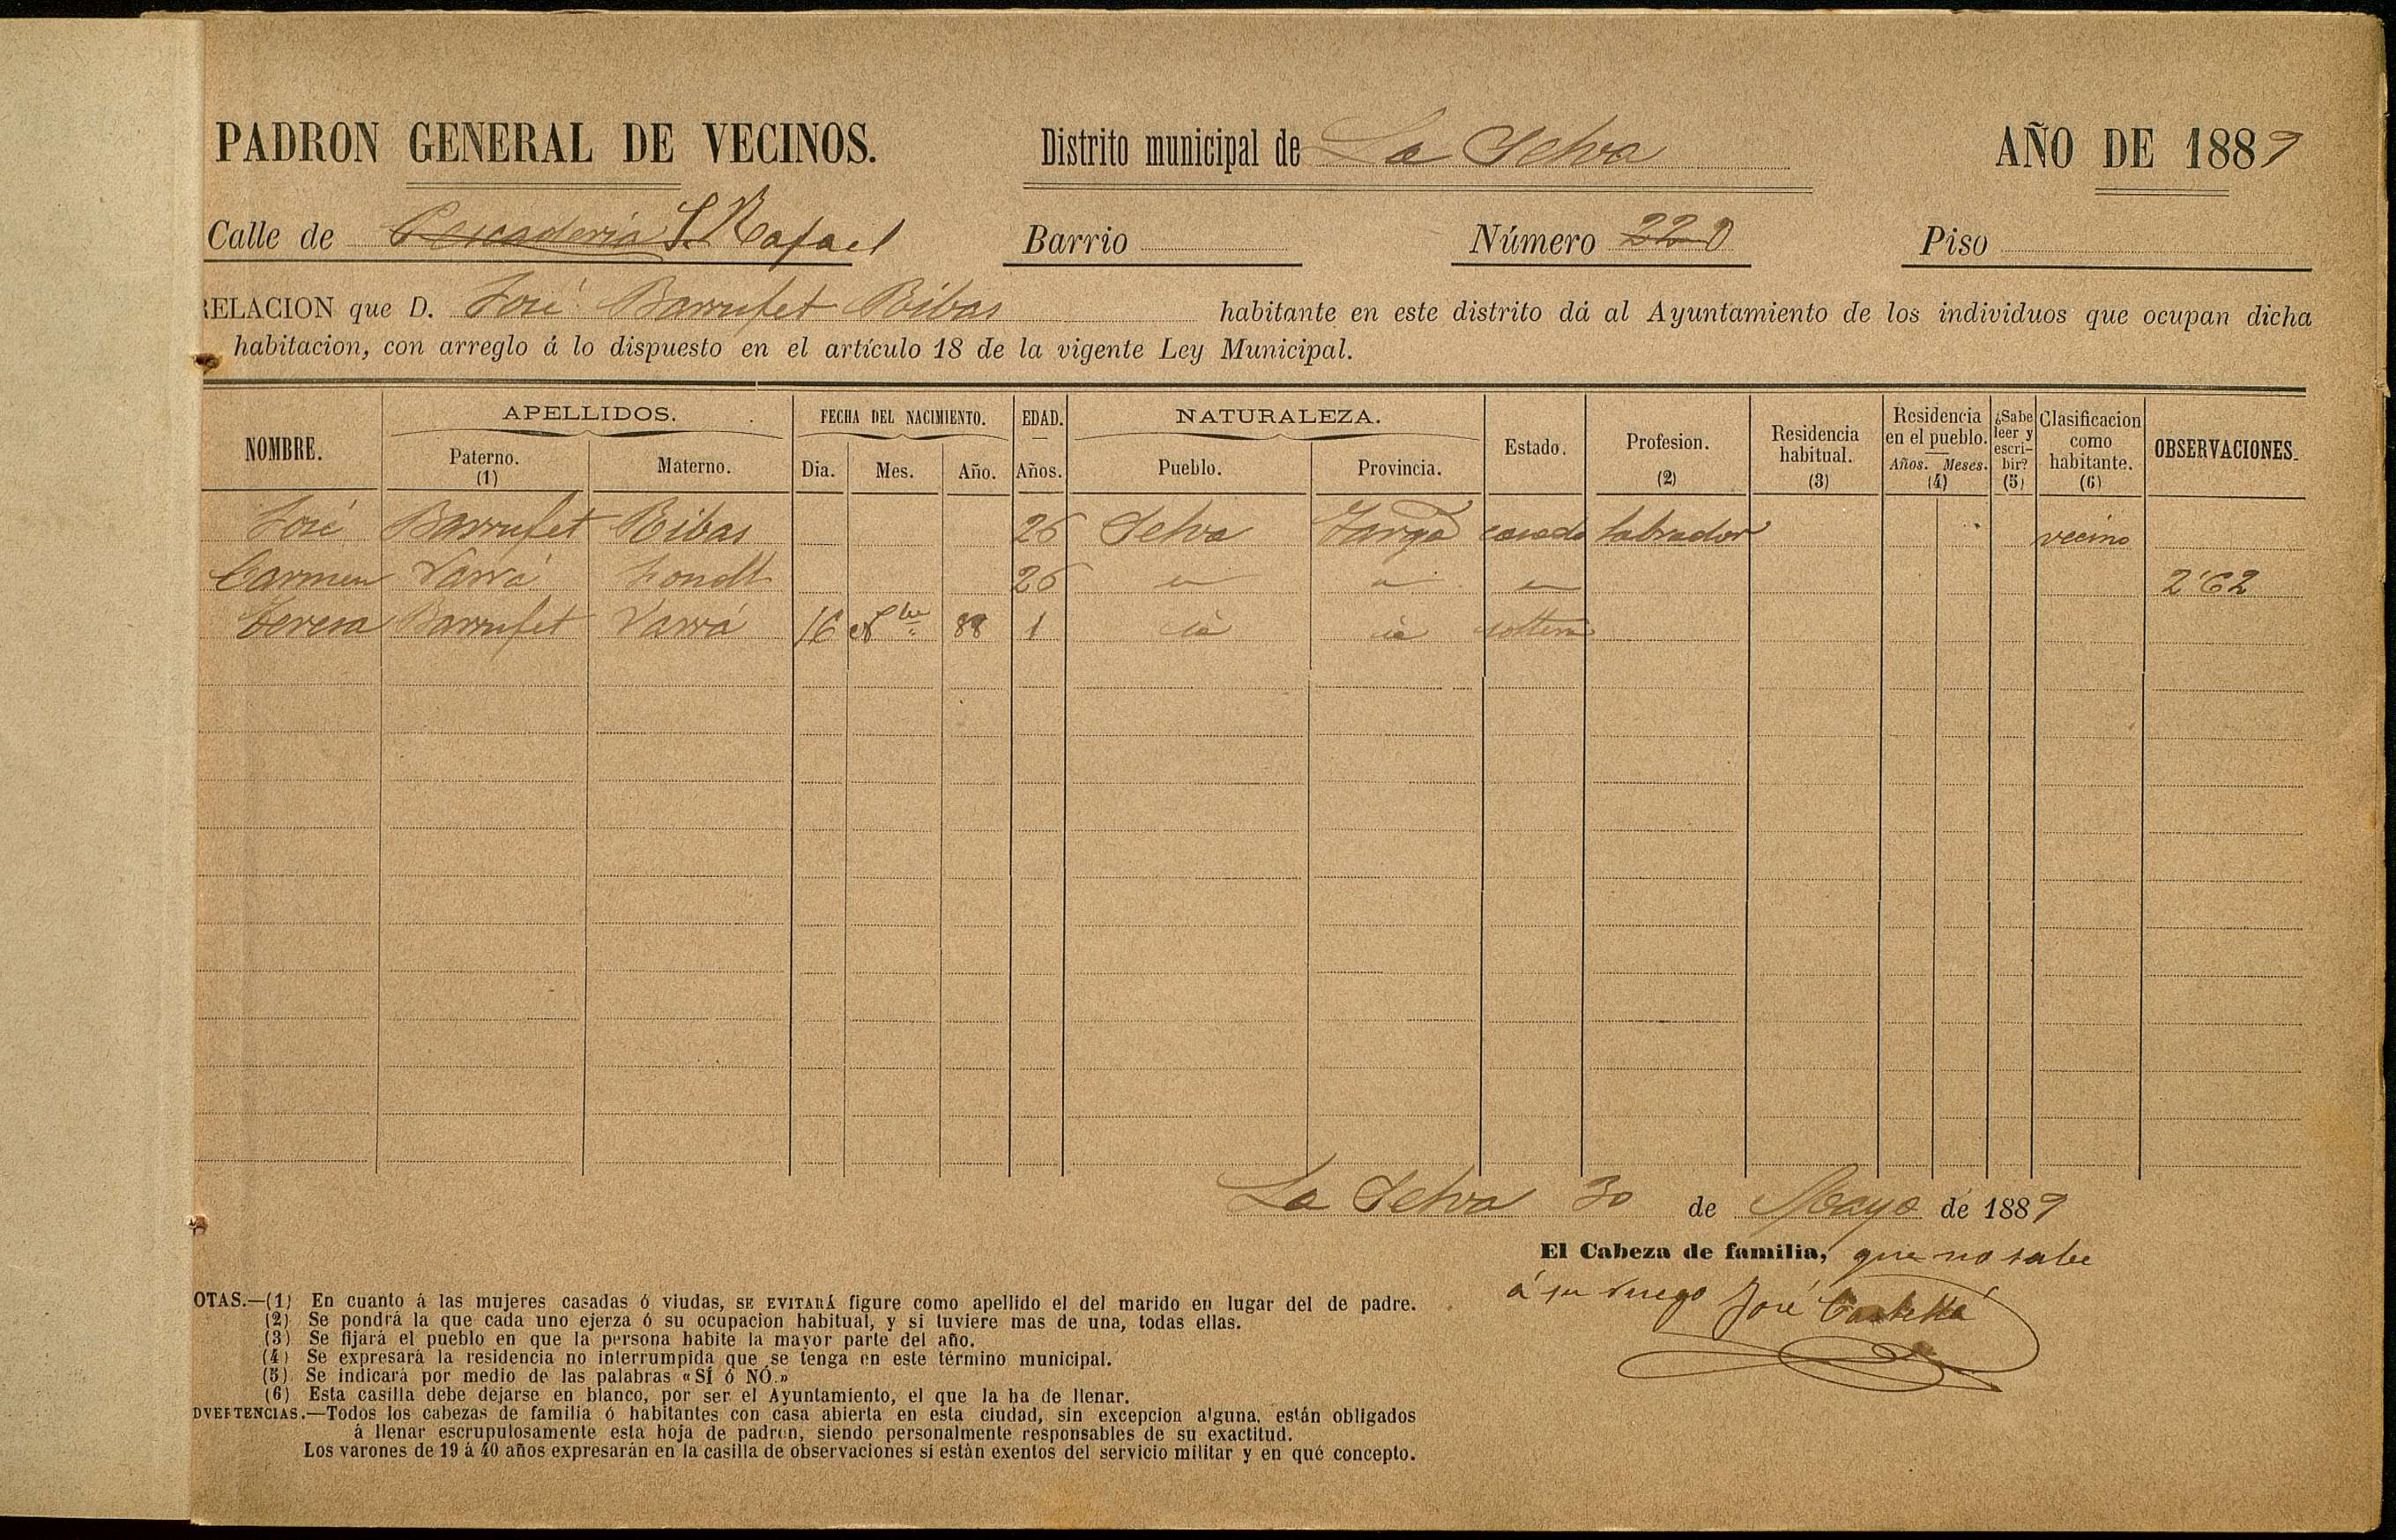 PADRON GENERAL DE VECINOS. Distrito municipal de La Selva AÑO DE 1889
Calle de Pescaderia S. Rafael Barrio Número 22 Piso
RELACION que D. José Barrufet Ribas habitante en este distrito dá al Ayuntamiento de los individuos que ocupan dicha
habitacion, con arreglo á lo dispuesto en el artículo 18 de la vigente Ley Municipal.
NOMBRE. APELLIDOS. Paterno. (1) Materno. FECHA DEL NACIMIENTO. Dia. Mes. Año. EDAD. Años. NATURALEZA. Pueblo. Provincia. Estado. Profesion. (2) Residencia habitual. (3) Residencia en el pueblo. Años. Meses. (4) ¿Sabe leer y escribir? (5) Clasificacion como habitante. (6) OBSERVACIONES.
José Barrufet Ribas 26 Selva Targª casado labrador vecino
Carmen 26 " " " 2'62
Teresa Barrufet 16 88 1 id id soltera
La Selva 30 de Mayo de 1889
El Cabeza de familia, que no sabe
á su ruego José
OTAS.—(1) En cuanto á las mujeres casadas ó viudas, SE EVITARÁ figure como apellido el del marido en lugar del de padre.
(2) Se pondrá la que cada uno ejerza ó su ocupacion habitual, y si tuviere mas de una, todas ellas.
(3) Se fijará el pueblo en que la persona habite la mayor parte del año.
(4) Se expresará la residencia no interrumpida que se tenga en este término municipal.
(5) Se indicará por medio de las palabras «SÍ ó NÓ.»
(6) Esta casilla debe dejarse en blanco, por ser el Ayuntamiento, el que la ha de llenar.
DVERTENCIAS.—Todos los cabezas de familia ó habitantes con casa abierta en esta ciudad, sin excepcion alguna, están obligados
á llenar escrupulosamente esta hoja de padron, siendo personalmente responsables de su exactitud.
Los varones de 19 á 40 años expresarán en la casilla de observaciones si están exentos del servicio militar y en qué concepto.